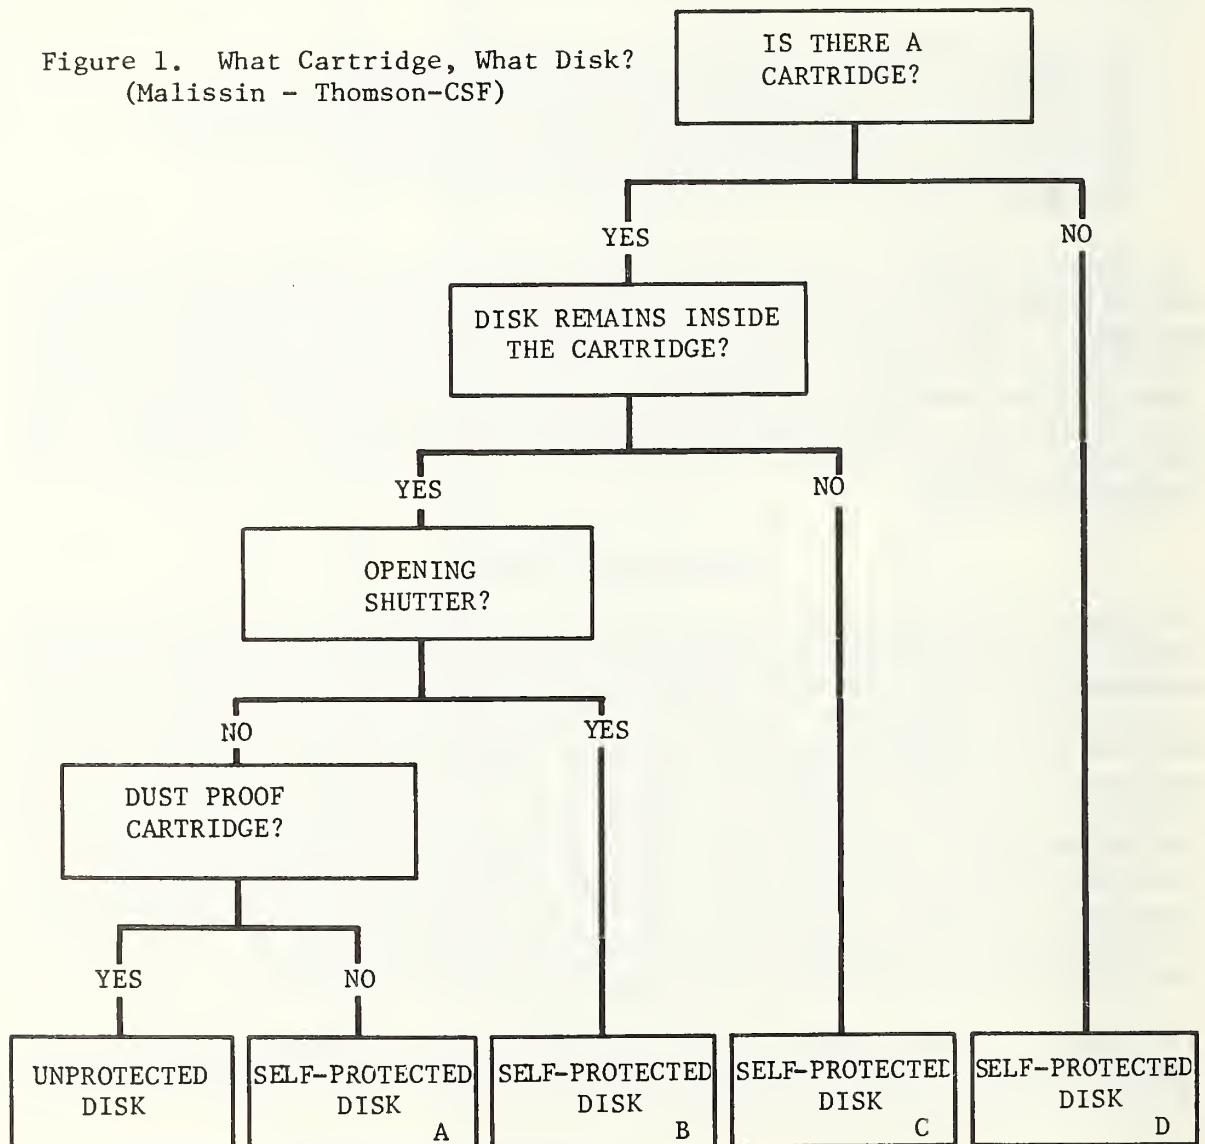 Figure 1. What Cartridge, What Disk?
(Malissin - Thomson-CSF)
IS THERE A
CARTRIDGE?
YES
NO
DISK REMAINS INSIDE
THE CARTRIDGE?
YES
NO
OPENING
SHUTTER?
NO
YES
DUST PROOF
CARTRIDGE?
YES
NO
UNPROTECTED
DISK
SELF-PROTECTED
DISK
A
SELF-PROTECTED
DISK
B
SELF-PROTECTED
DISK
C
SELF-PROTECTED
DISK
D